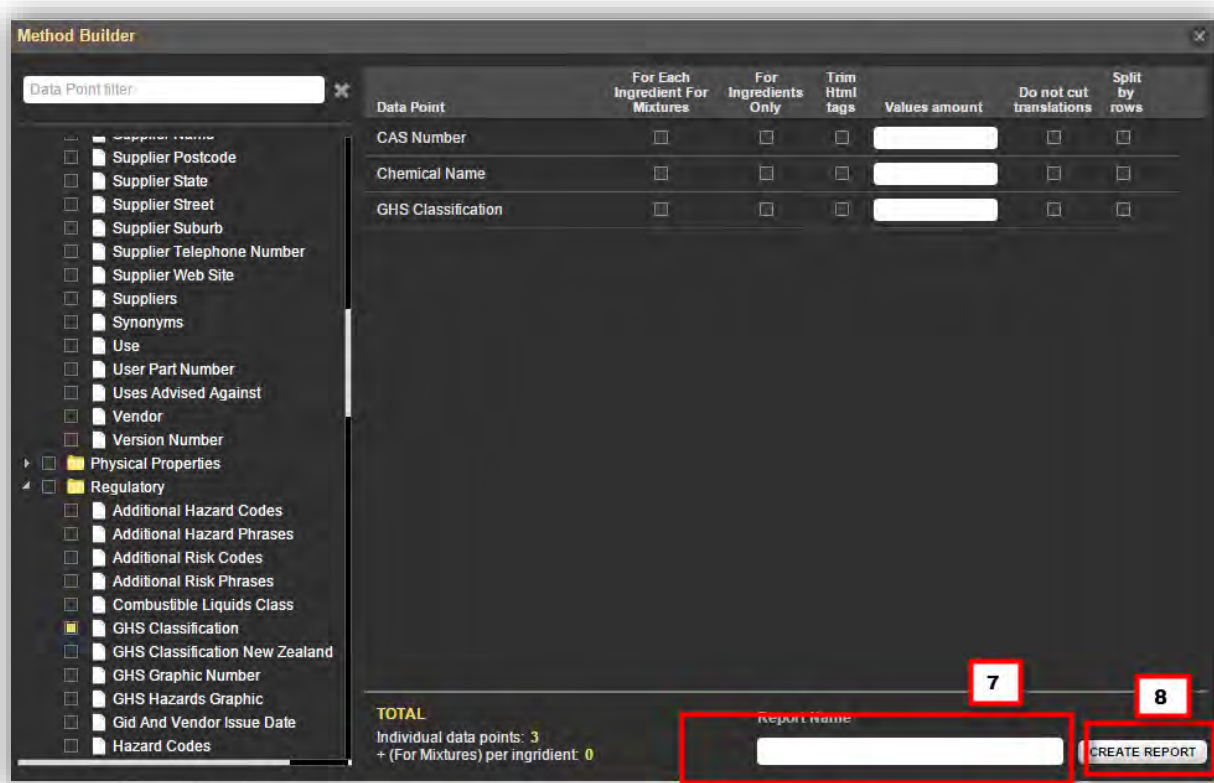 Method Builder
Data Point filter
Supplier Name
Supplier Postcode
Supplier State
Supplier Street
Supplier Suburb
Supplier Telephone Number
Supplier Web Site
Suppliers
Synonyms
Use
User Part Number
Uses Advised Against
Vendor
Version Number
Physical Properties
Regulatory
Additional Hazard Codes
Additional Hazard Phrases
Additional Risk Codes
Additional Risk Phrases
Combustible Liquids Class
GHS Classification
GHS Classification New Zealand
GHS Graphic Number
GHS Hazards Graphic
Gid And Vendor Issue Date
Hazard Codes
Data Point
For Each
Ingredient For
Mixtures
For
Ingredients
Only
Trim
Html
tags
Values amount
Do not cut
translations
Split
by
rows
CAS Number
Chemical Name
GHS Classification
TOTAL
Individual data points: 3
+ (For Mixtures) per ingridient: 0
7
Report Name
8
CREATE REPORT